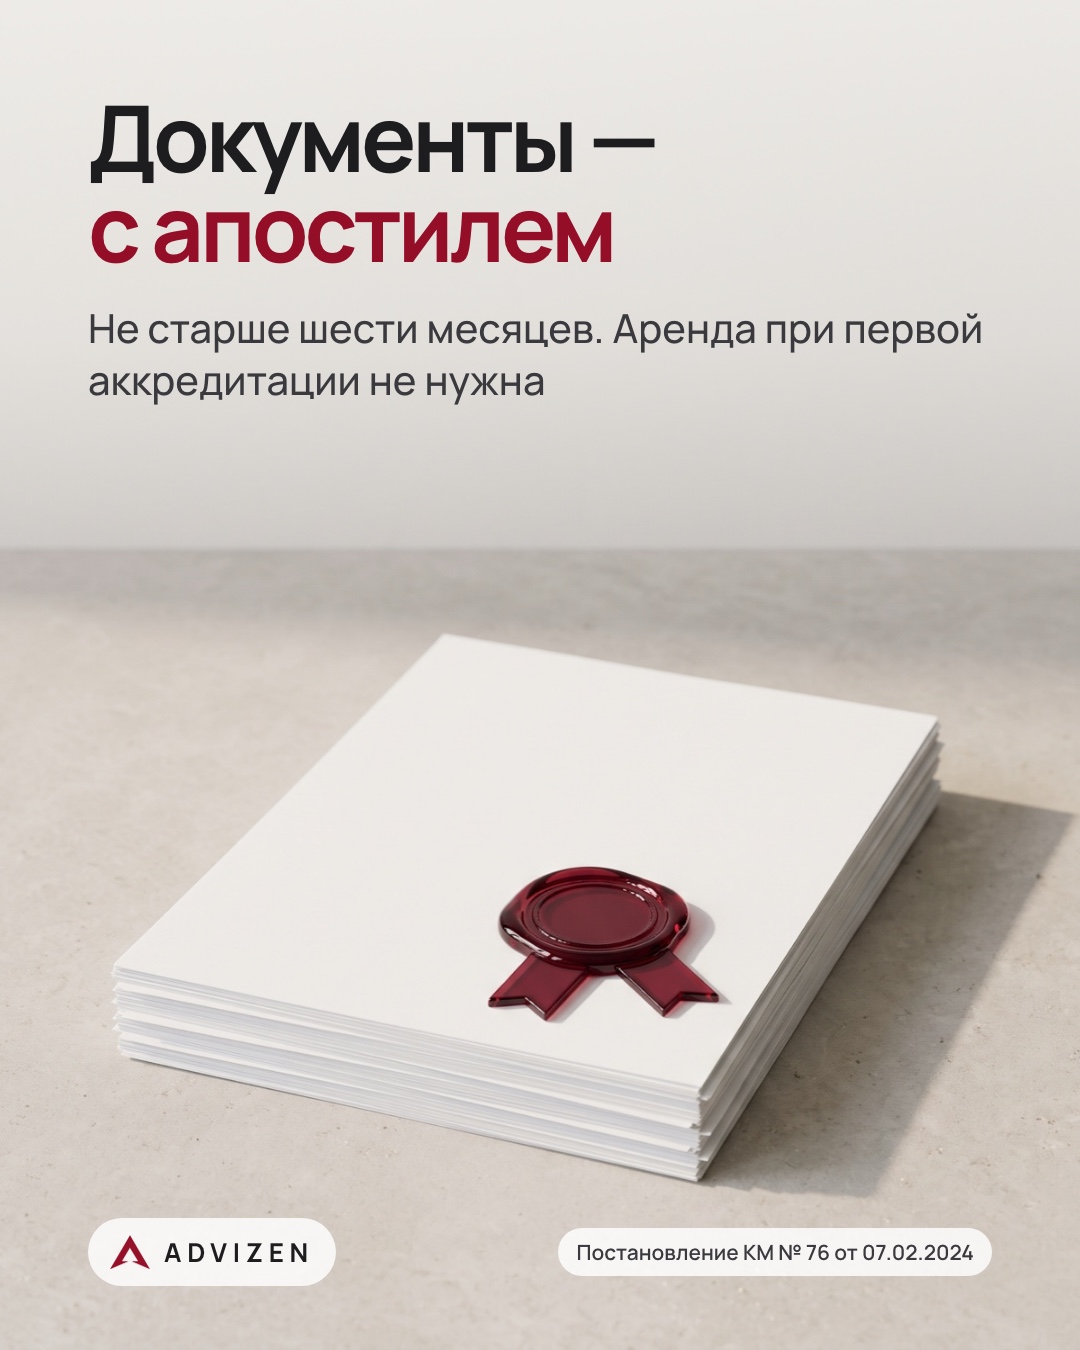 Документы —
с апостилем
Не старше шести месяцев. Аренда при первой
аккредитации не нужна
ADVIZEN
Постановление КМ № 76 от 07.02.2024